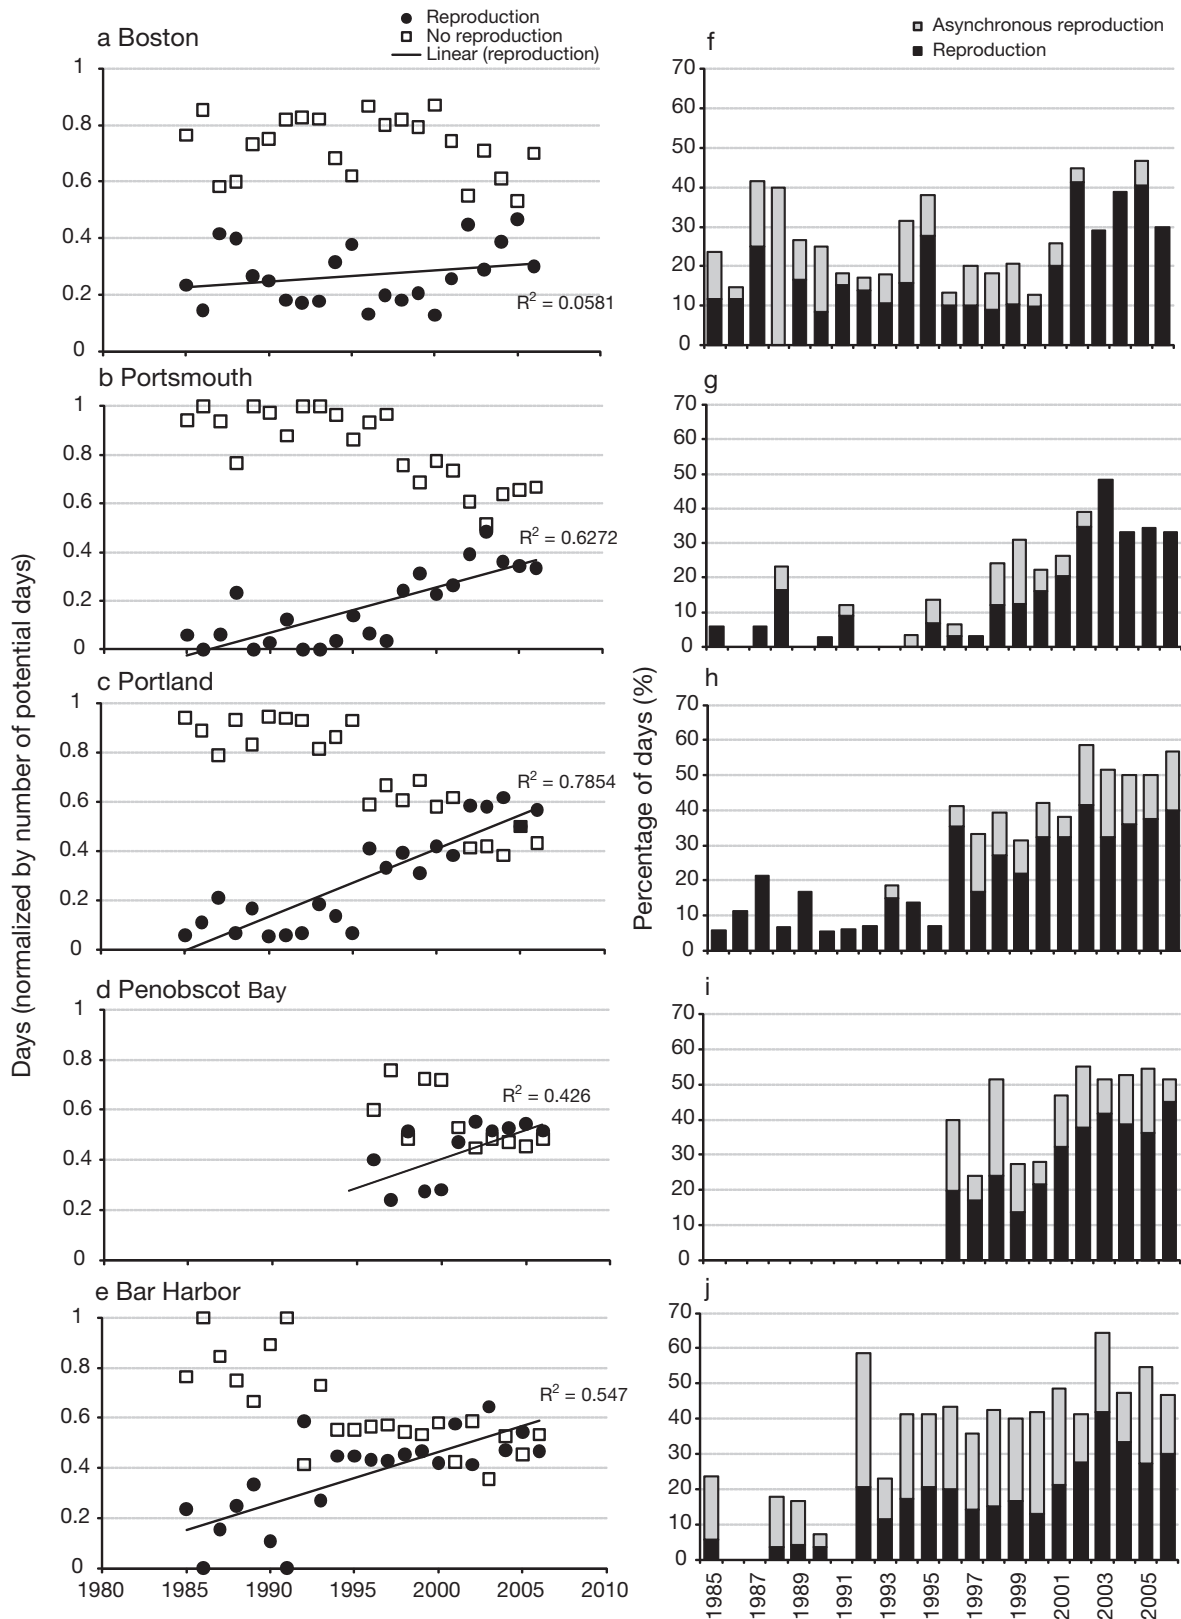 a Boston
Reproduction
No reproduction
Linear (reproduction)
1
0.8
0.6
0.4
0.2
0
R² = 0.0581
b Portsmouth
1
0.8
0.6
0.4
0.2
0
R² = 0.6272
c Portland
1
0.8
0.6
0.4
0.2
0
R² = 0.7854
d Penobscot Bay
1
0.8
0.6
0.4
0.2
0
R² = 0.426
e Bar Harbor
1
0.8
0.6
0.4
0.2
0
R² = 0.547
1980 1985 1990 1995 2000 2005 2010
Days (normalized by number of potential days)
f
Asynchronous reproduction
Reproduction
70
60
50
40
30
20
10
0
g
70
60
50
40
30
20
10
0
h
70
60
50
40
30
20
10
0
i
70
60
50
40
30
20
10
0
j
70
60
50
40
30
20
10
0
1985 1987 1989 1991 1993 1995 1997 1999 2001 2003 2005
Percentage of days (%)